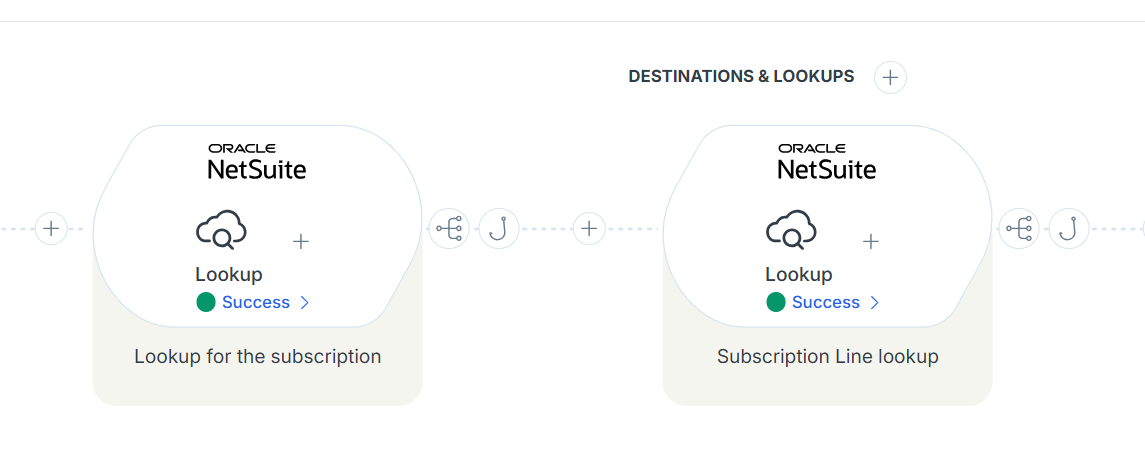 DESTINATIONS & LOOKUPS
ORACLE
NetSuite
Lookup
Success
Lookup for the subscription
ORACLE
NetSuite
Lookup
Success
Subscription Line lookup